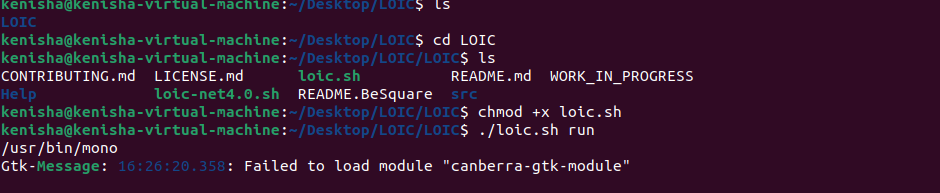 kenisha@kenisha-virtual-machine:~/Desktop/LOIC$ ls
LOIC
kenisha@kenisha-virtual-machine:~/Desktop/LOIC$ cd LOIC
kenisha@kenisha-virtual-machine:~/Desktop/LOIC/LOIC$ ls
CONTRIBUTING.md  LICENSE.md       loic.sh           README.md  WORK_IN_PROGRESS
Help             loic-net4.0.sh  README.BeSquare  src
kenisha@kenisha-virtual-machine:~/Desktop/LOIC/LOIC$ chmod +x loic.sh
kenisha@kenisha-virtual-machine:~/Desktop/LOIC/LOIC$ ./loic.sh run
/usr/bin/mono
Gtk-Message: 16:26:20.358: Failed to load module "canberra-gtk-module"